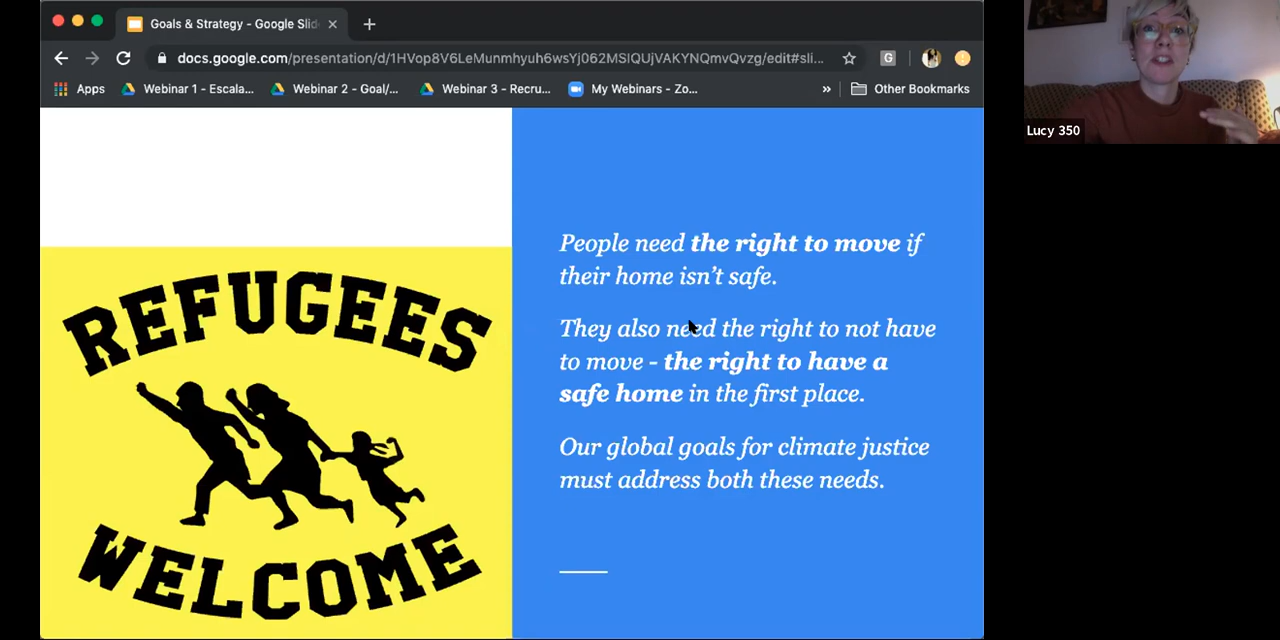 Goals & Strategy - Google Slid
docs.google.com/presentation/d/1HVop8V6LeMunmhyuh6wsYj062MSIQUjVAKYNQmvQvzg/edit#sli...
G
Apps
Webinar 1 - Escala...
Webinar 2 - Goal/...
Webinar 3 - Recru...
My Webinars - Zo...
»
Other Bookmarks
Lucy 350
REFUGEES
WELCOME
People need the right to move if
their home isn’t safe.
They also need the right to not have
to move - the right to have a
safe home in the first place.
Our global goals for climate justice
must address both these needs.